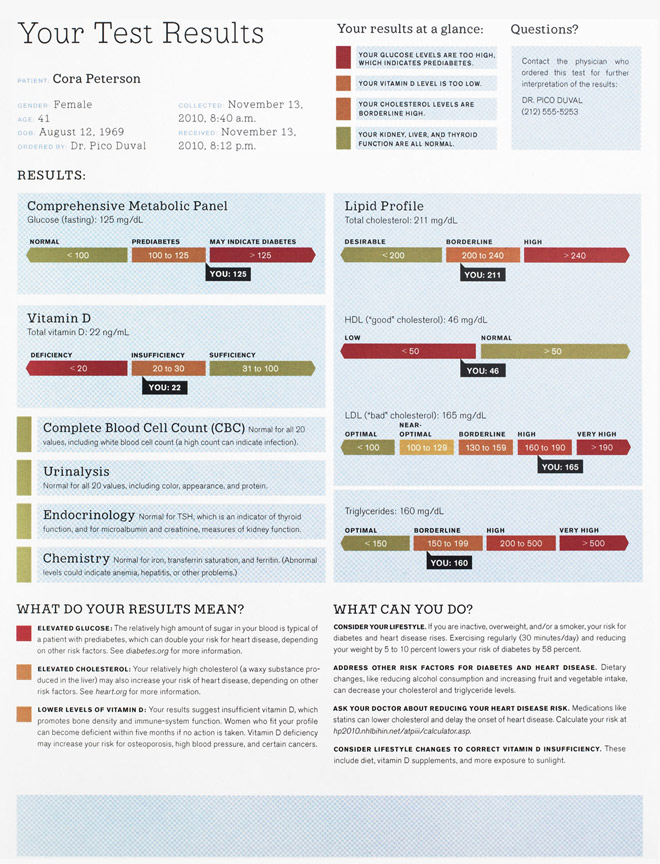 Your Test Results
PATIENT: Cora Peterson
GENDER: Female
AGE: 41
DOB: August 12, 1969
ORDERED BY: Dr. Pico Duval
COLLECTED: November 13,
2010, 8:40 a.m.
RECEIVED: November 13,
2010, 8:12 p.m.
Your results at a glance:
YOUR GLUCOSE LEVELS ARE TOO HIGH,
WHICH INDICATES PREDIABETES.
YOUR VITAMIN D LEVEL IS TOO LOW.
YOUR CHOLESTEROL LEVELS ARE
BORDERLINE HIGH.
YOUR KIDNEY, LIVER, AND THYROID
FUNCTION ARE ALL NORMAL.
Questions?
Contact the physician who
ordered this test for further
interpretation of the results:
DR. PICO DUVAL
(212) 555-5253
RESULTS:
Comprehensive Metabolic Panel
Glucose (fasting): 125 mg/dL
NORMAL PREDIABETES MAY INDICATE DIABETES
< 100 100 to 125 > 125
YOU: 125
Vitamin D
Total vitamin D: 22 ng/mL
DEFICIENCY INSUFFICIENCY SUFFICIENCY
< 20 20 to 30 31 to 100
YOU: 22
Complete Blood Cell Count (CBC) Normal for all 20
values, including white blood cell count (a high count can indicate infection).
Urinalysis
Normal for all 20 values, including color, appearance, and protein.
Endocrinology Normal for TSH, which is an indicator of thyroid
function, and for microalbumin and creatinine, measures of kidney function.
Chemistry Normal for iron, transferrin saturation, and ferritin. (Abnormal
levels could indicate anemia, hepatitis, or other problems.)
Lipid Profile
Total cholesterol: 211 mg/dL
DESIRABLE BORDERLINE HIGH
< 200 200 to 240 > 240
YOU: 211
HDL ("good" cholesterol): 46 mg/dL
LOW NORMAL
< 50 > 50
YOU: 46
LDL ("bad" cholesterol): 165 mg/dL
OPTIMAL NEAR-OPTIMAL BORDERLINE HIGH VERY HIGH
< 100 100 to 129 130 to 159 160 to 190 > 190
YOU: 165
Triglycerides: 160 mg/dL
OPTIMAL BORDERLINE HIGH VERY HIGH
< 150 150 to 199 200 to 500 > 500
YOU: 160
WHAT DO YOUR RESULTS MEAN?
ELEVATED GLUCOSE: The relatively high amount of sugar in your blood is typical of
a patient with prediabetes, which can double your risk for heart disease, depending
on other risk factors. See diabetes.org for more information.
ELEVATED CHOLESTEROL: Your relatively high cholesterol (a waxy substance pro-
duced in the liver) may also increase your risk of heart disease, depending on other
risk factors. See heart.org for more information.
LOWER LEVELS OF VITAMIN D: Your results suggest insufficient vitamin D, which
promotes bone density and immune-system function. Women who fit your profile
can become deficient within five months if no action is taken. Vitamin D deficiency
may increase your risk for osteoporosis, high blood pressure, and certain cancers.
WHAT CAN YOU DO?
CONSIDER YOUR LIFESTYLE. If you are inactive, overweight, and/or a smoker, your risk for
diabetes and heart disease rises. Exercising regularly (30 minutes/day) and reducing
your weight by 5 to 10 percent lowers your risk of diabetes by 58 percent.
ADDRESS OTHER RISK FACTORS FOR DIABETES AND HEART DISEASE. Dietary
changes, like reducing alcohol consumption and increasing fruit and vegetable intake,
can decrease your cholesterol and triglyceride levels.
ASK YOUR DOCTOR ABOUT REDUCING YOUR HEART DISEASE RISK. Medications like
statins can lower cholesterol and delay the onset of heart disease. Calculate your risk at
hp2010.nhlbihin.net/atpiii/calculator.asp.
CONSIDER LIFESTYLE CHANGES TO CORRECT VITAMIN D INSUFFICIENCY. These
include diet, vitamin D supplements, and more exposure to sunlight.